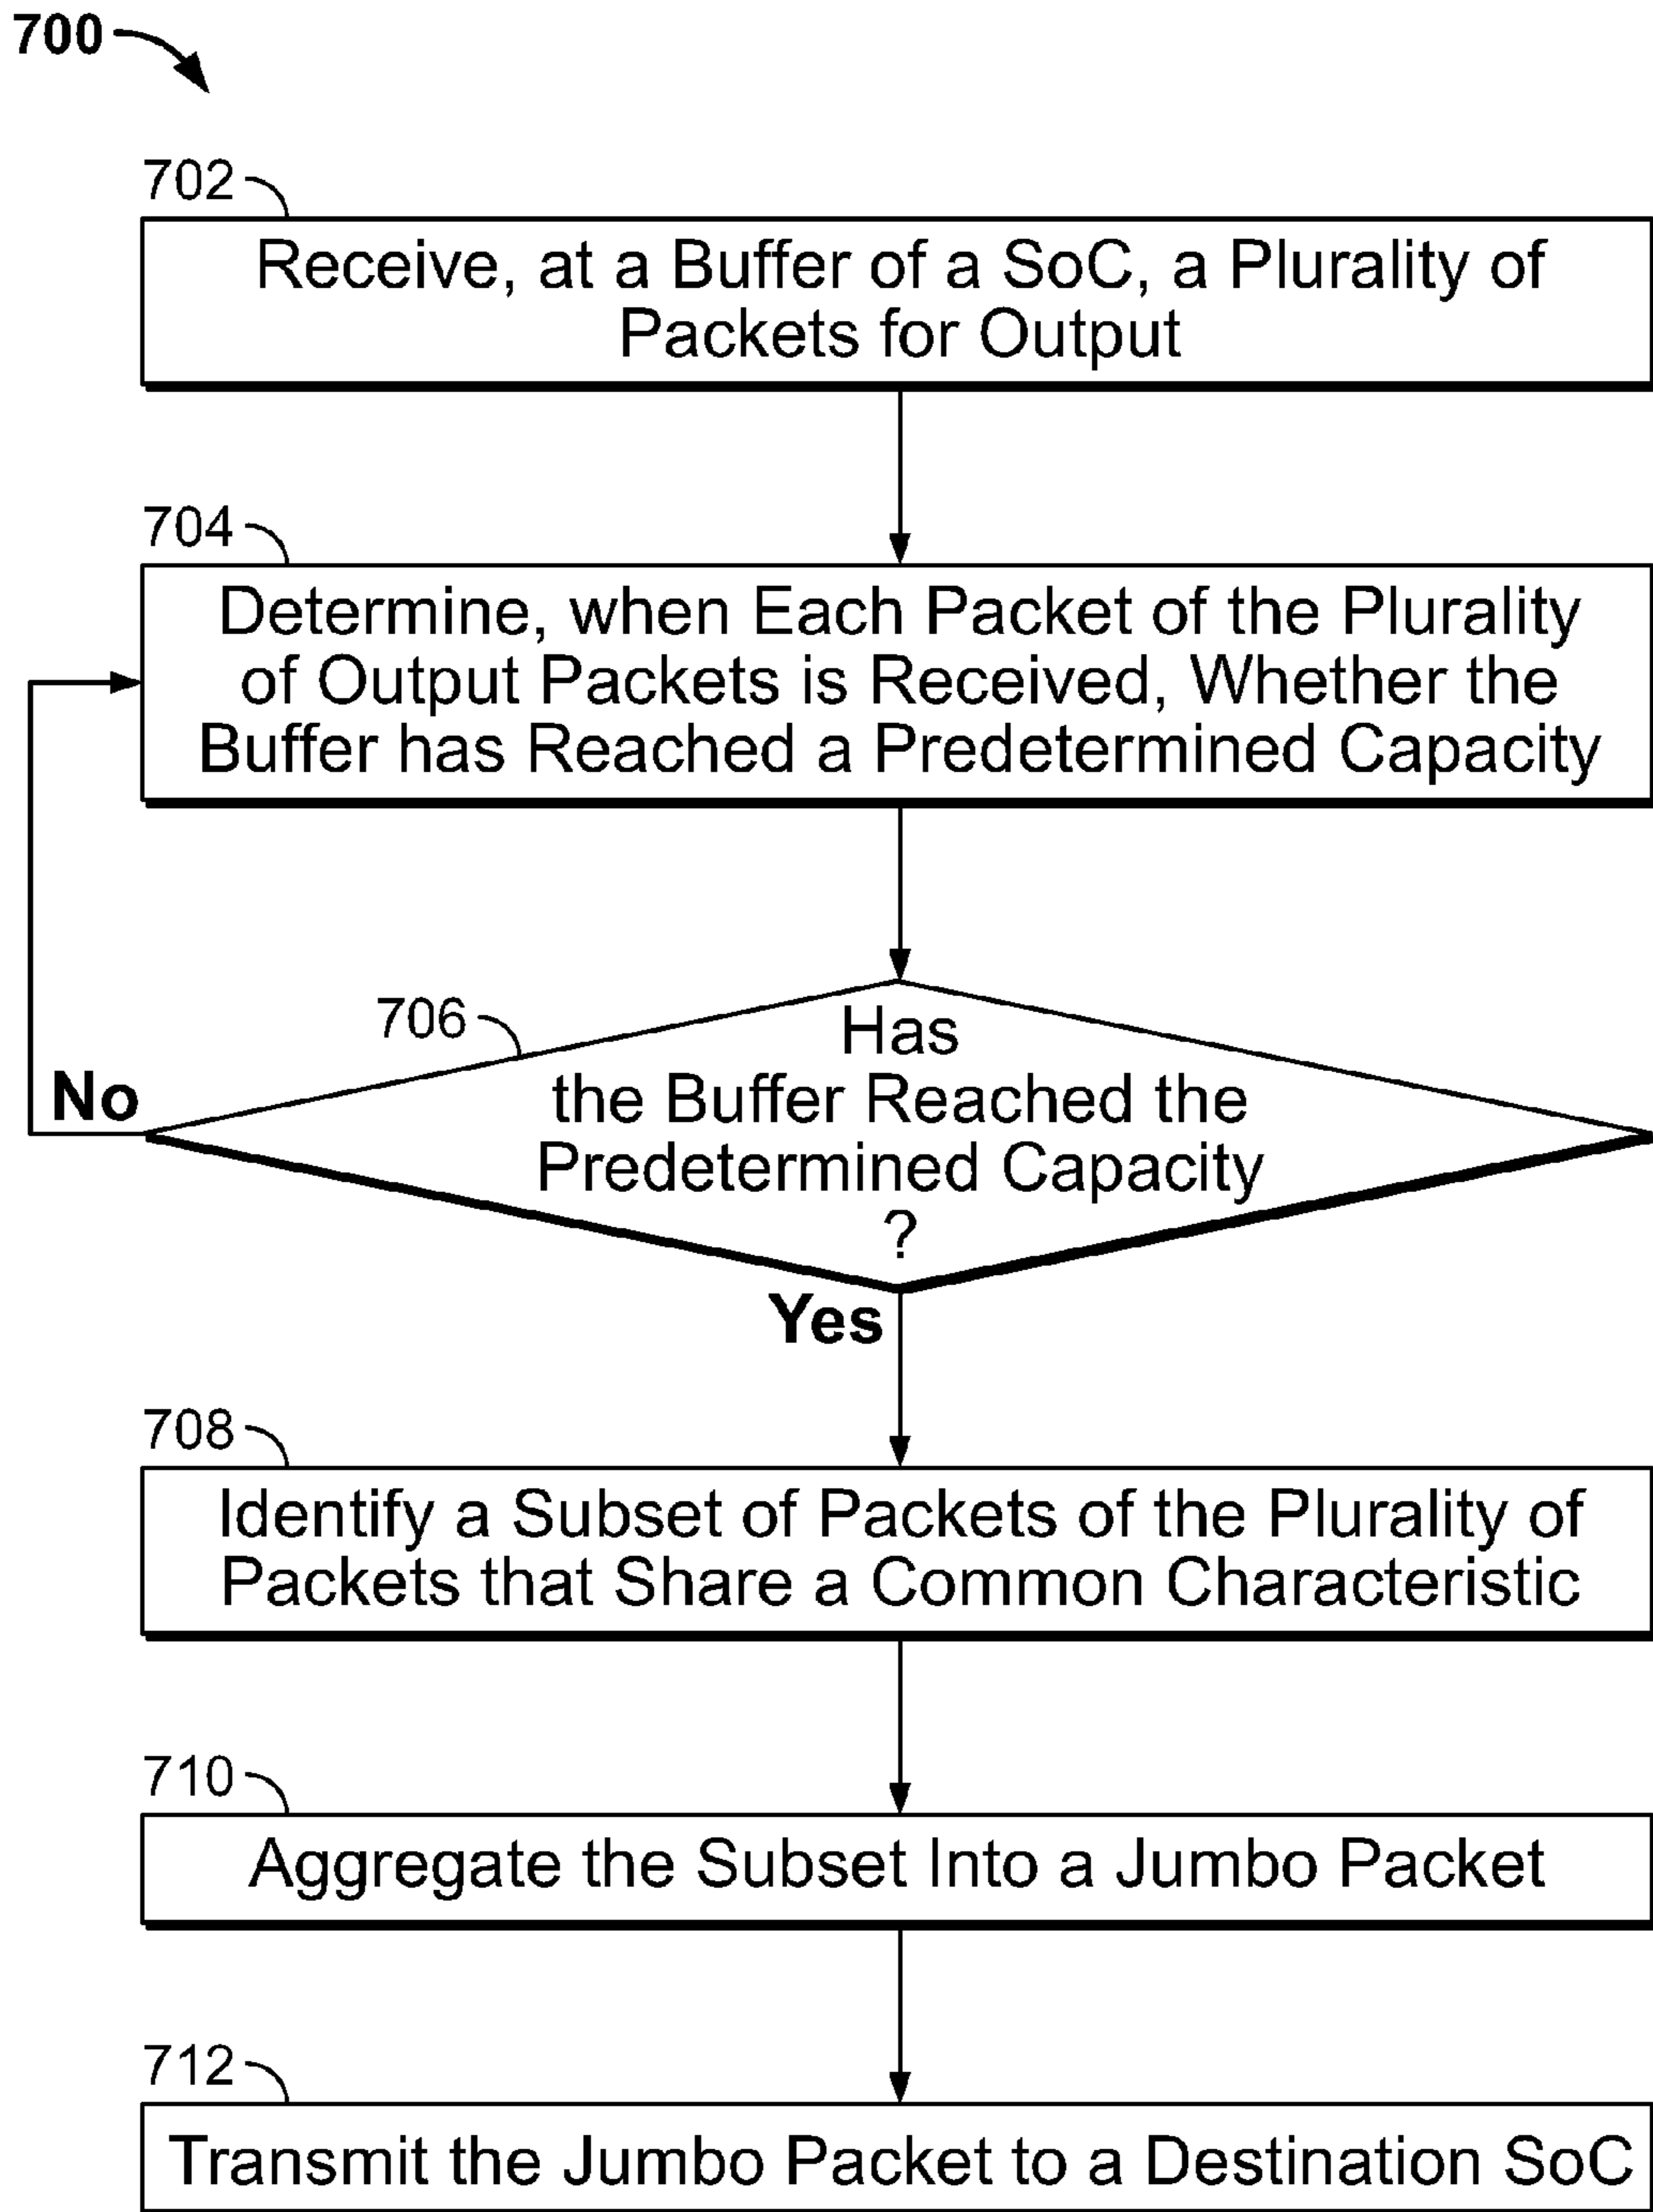 700
702
Receive, at a Buffer of a SoC, a Plurality of
Packets for Output
704
Determine, when Each Packet of the Plurality
of Output Packets is Received, Whether the
Buffer has Reached a Predetermined Capacity
706
Has
the Buffer Reached the
Predetermined Capacity
?
No
Yes
708
Identify a Subset of Packets of the Plurality of
Packets that Share a Common Characteristic
710
Aggregate the Subset Into a Jumbo Packet
712
Transmit the Jumbo Packet to a Destination SoC